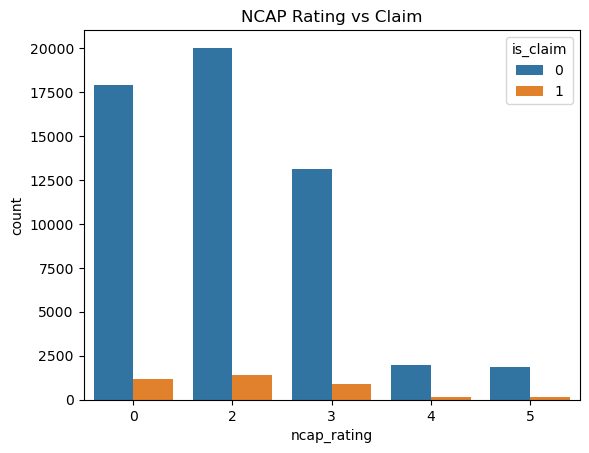 NCAP Rating vs Claim
is_claim
0
1
20000
17500
15000
12500
10000
7500
5000
2500
0
count
0 2 3 4 5
ncap_rating